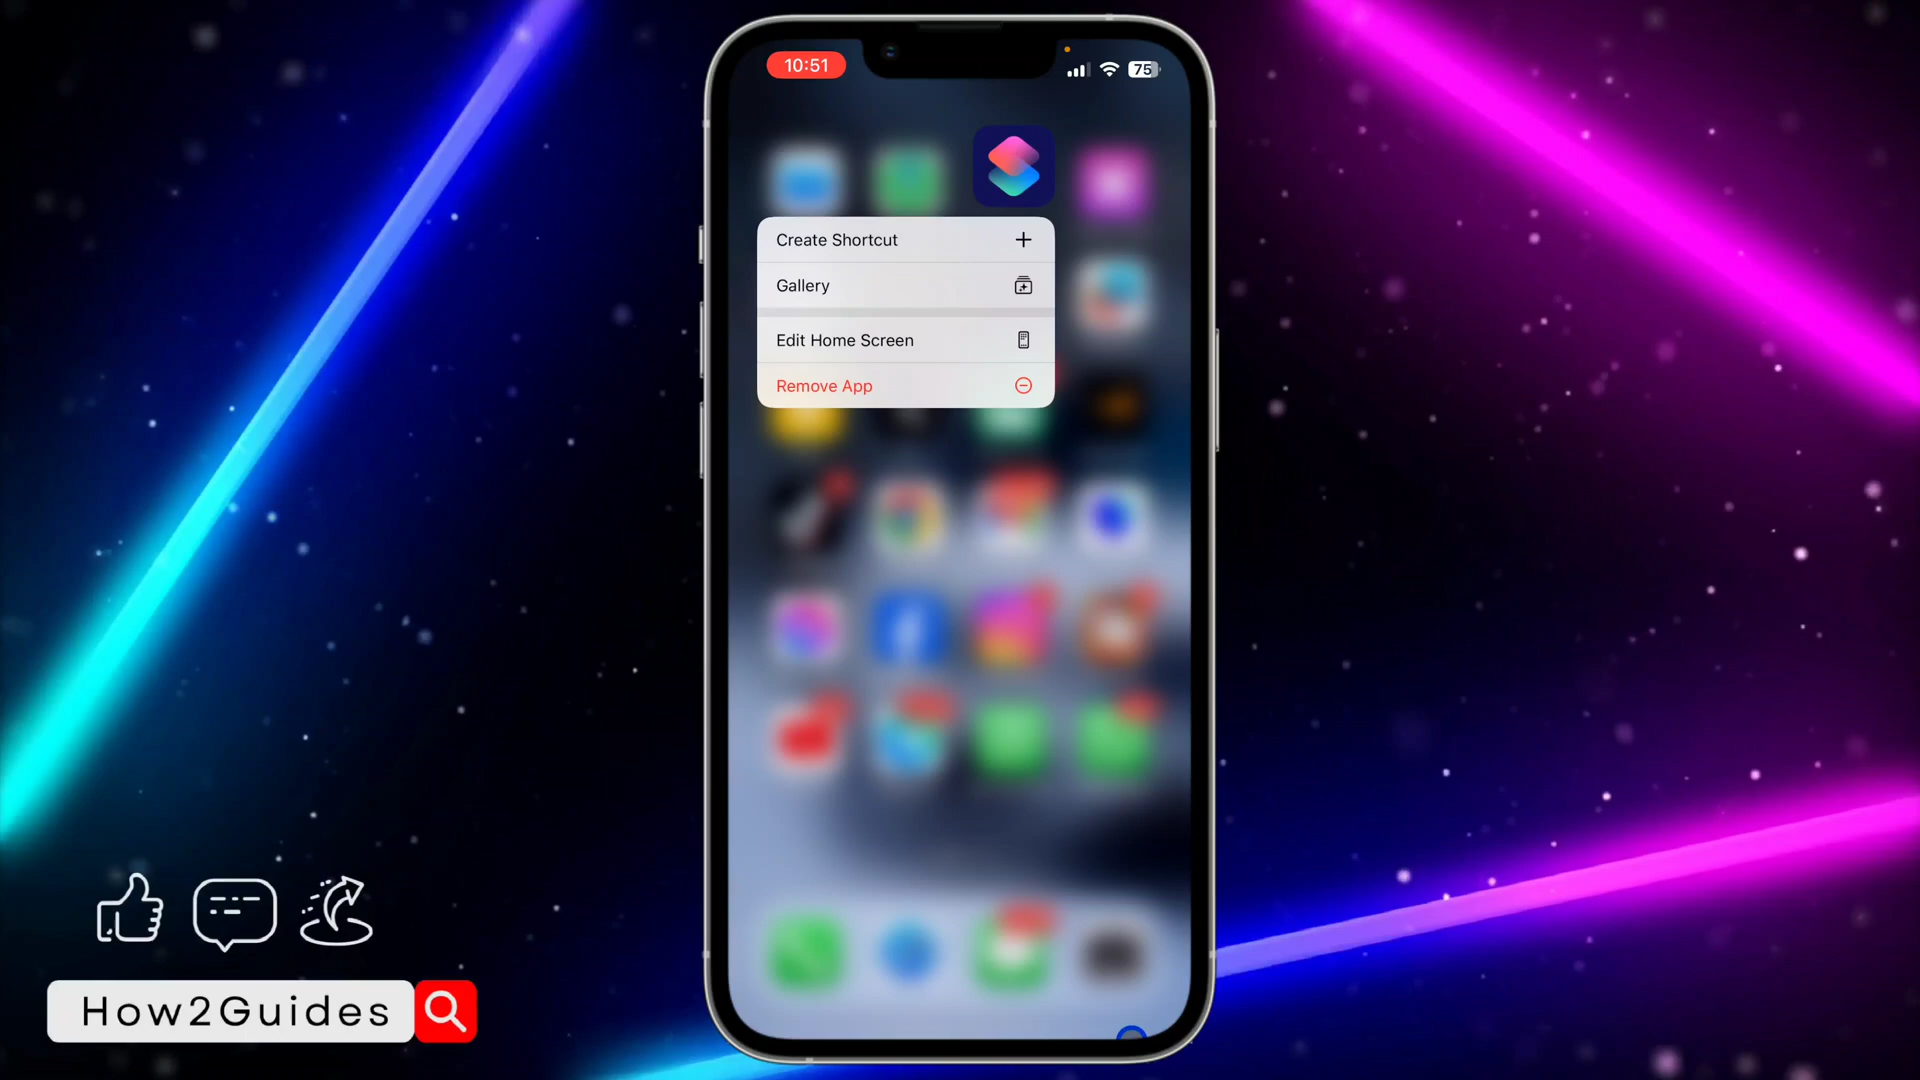 10:51
75
Create Shortcut
Gallery
Edit Home Screen
Remove App
How2Guides